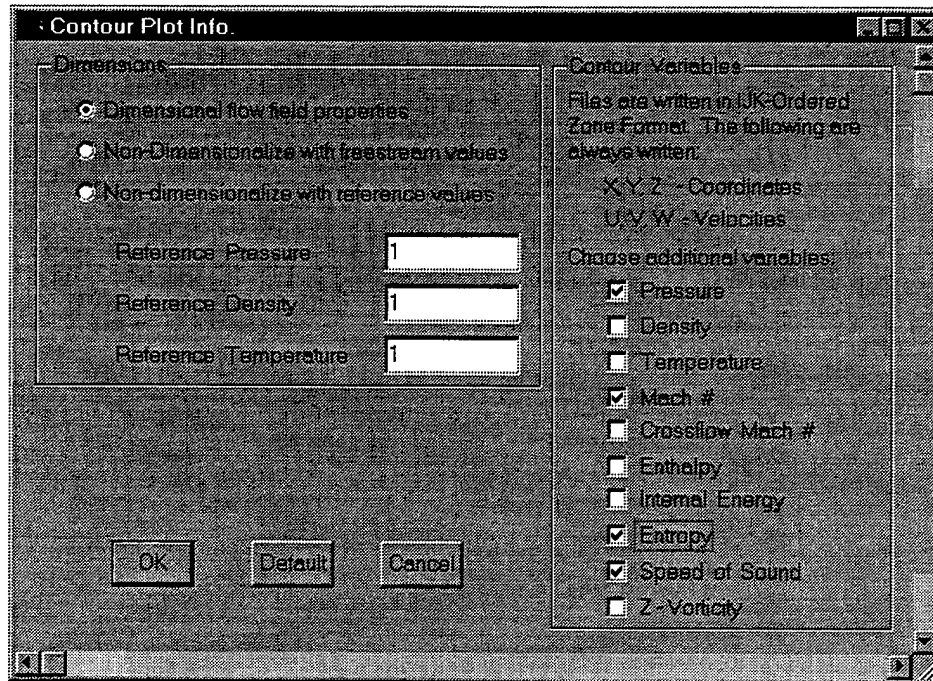 Contour Plot Info.
Dimensions
Dimensional flow field properties
Non-Dimensionalize with freestream values
Non-dimensionalize with reference values
Reference Pressure 1
Reference Density 1
Reference Temperature 1
OK Default Cancel
Contour Variables
Files are written in IJK-Ordered
Zone Format. The following are
always written:
X, Y, Z - Coordinates
U, V, W - Velocities
Choose additional variables:
Pressure
Density
Temperature
Mach #
Crossflow Mach #
Enthalpy
Internal Energy
Entropy
Speed of Sound
Z - Vorticity